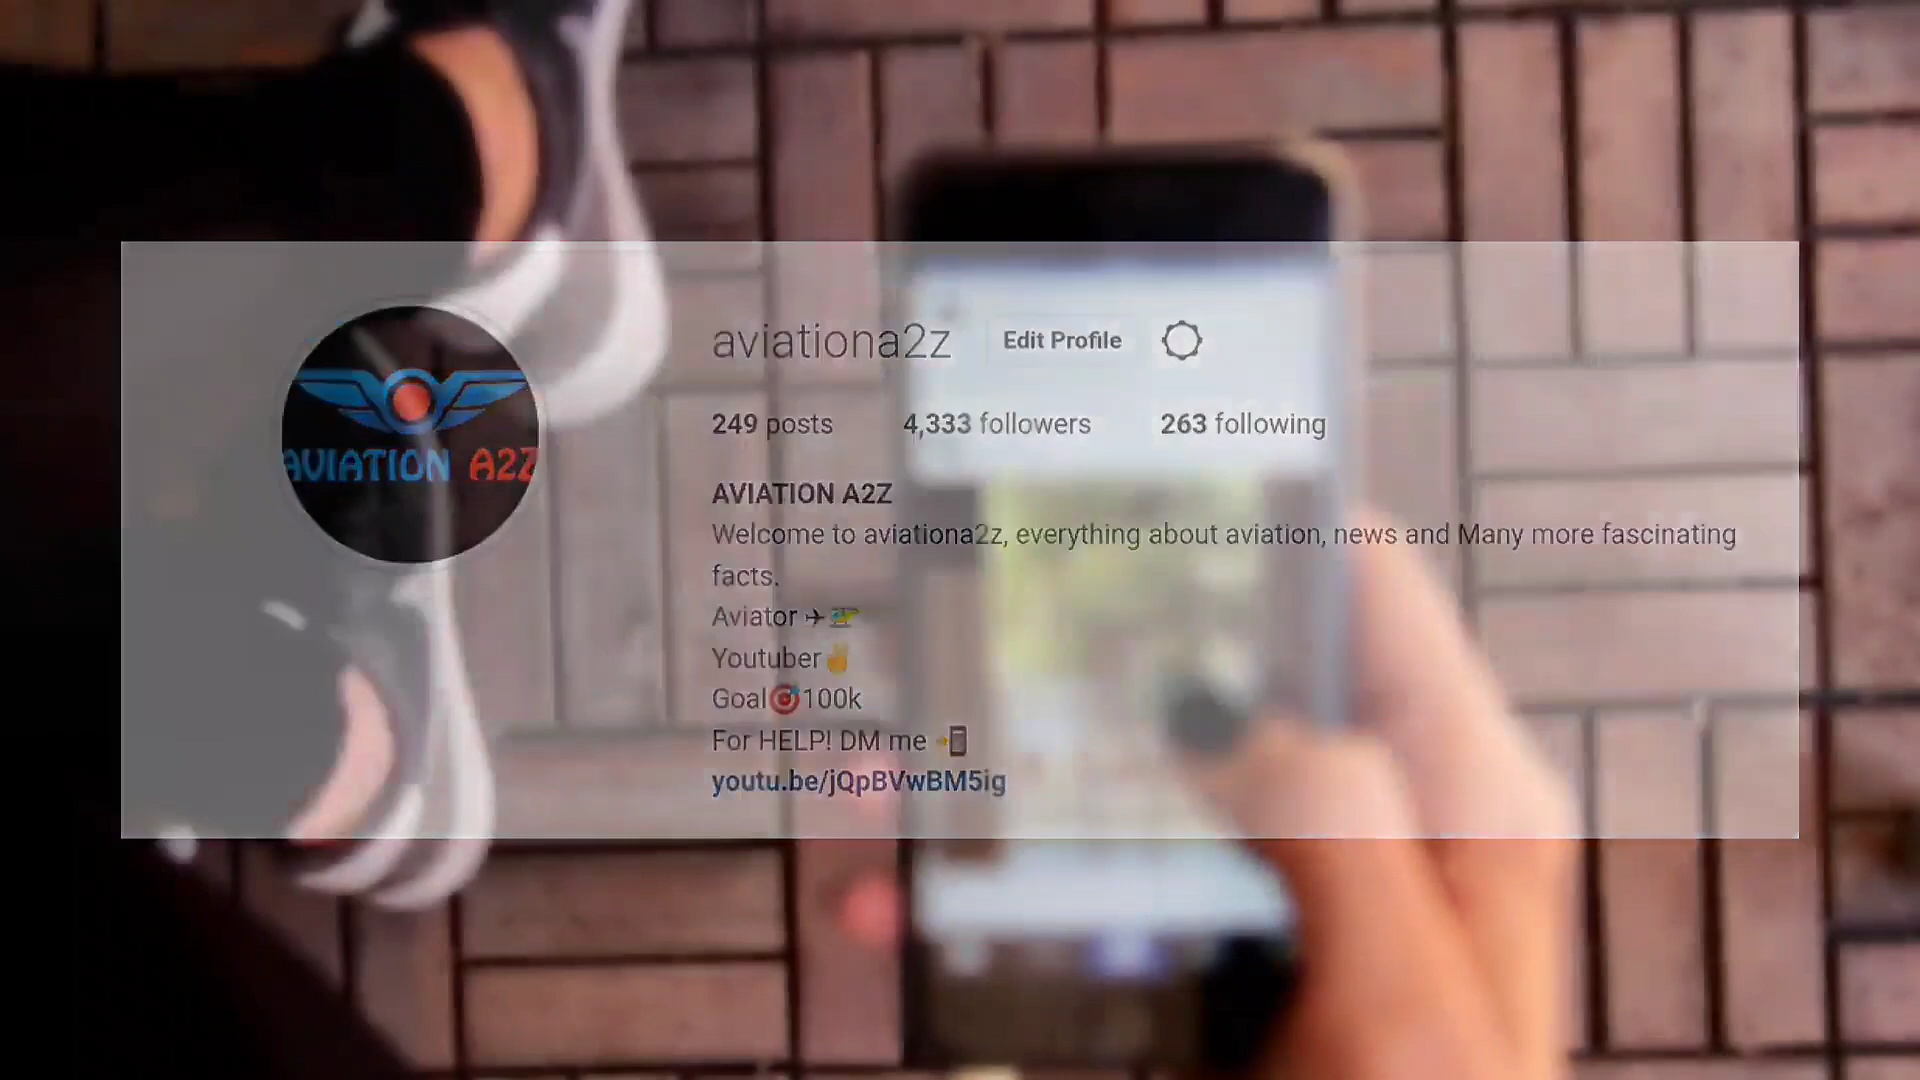 aviationa2z Edit Profile
249 posts 4,333 followers 263 following
AVIATION A2Z
AVIATION A2Z
Welcome to aviationa2z, everything about aviation, news and Many more fascinating
facts.
Aviator ✈🚁
Youtuber✌
Goal🎯100k
For HELP! DM me 📲
youtu.be/jQpBVwBM5ig